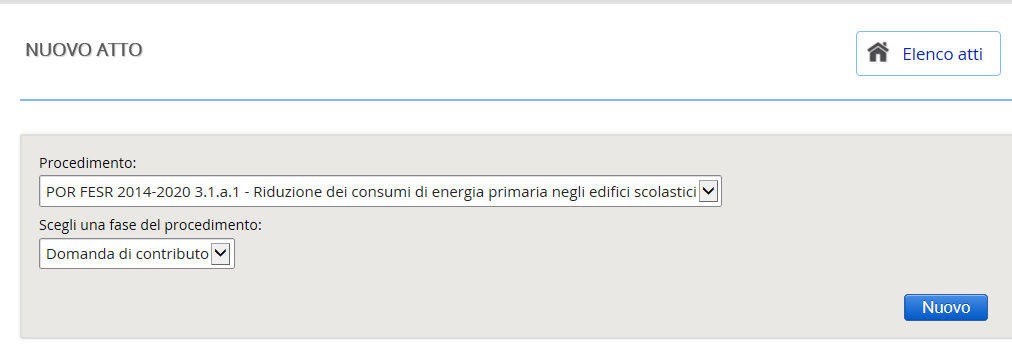 NUOVO ATTO
Elenco atti
Procedimento:
POR FESR 2014-2020 3.1.a.1 - Riduzione dei consumi di energia primaria negli edifici scolastici
Scegli una fase del procedimento:
Domanda di contributo
Nuovo